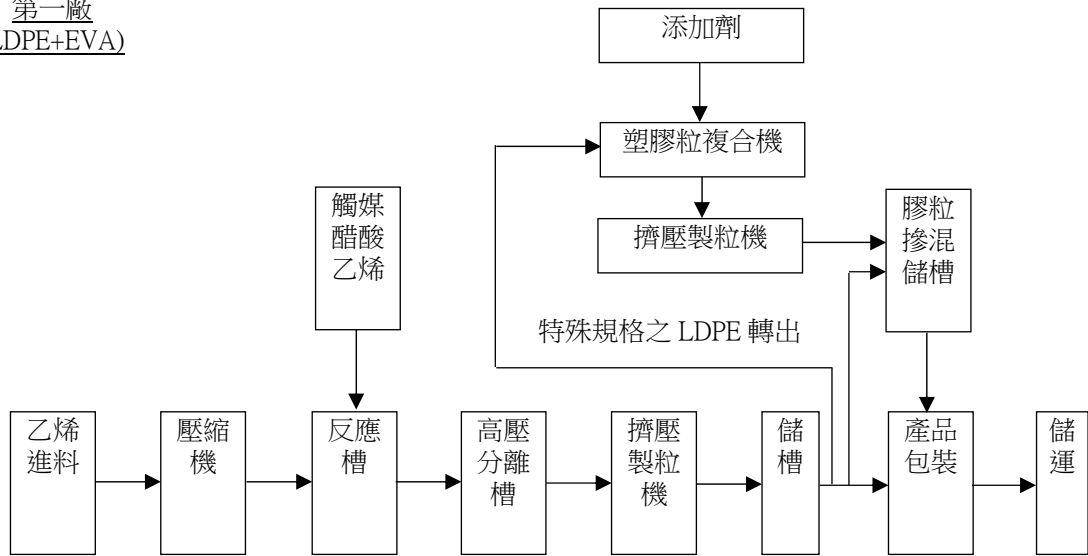 第一廠
LDPE+EVA)
添加劑
塑膠粒複合機
擠壓製粒機
觸媒
醋酸
乙烯
膠粒
摻混
儲槽
特殊規格之 LDPE 轉出
乙烯
進料
壓縮
機
反應
槽
高壓
分離
槽
擠壓
製粒
機
儲
槽
產品
包裝
儲
運